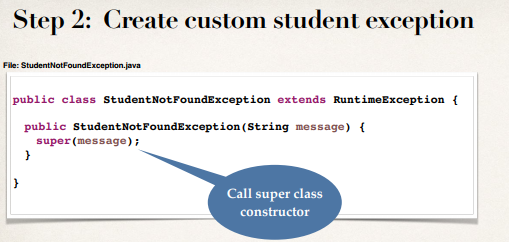 Step 2: Create custom student exception
File: StudentNotFoundException.java
public class StudentNotFoundException extends RuntimeException {
public StudentNotFoundException(String message) {
super(message);
}
}
Call super class
constructor